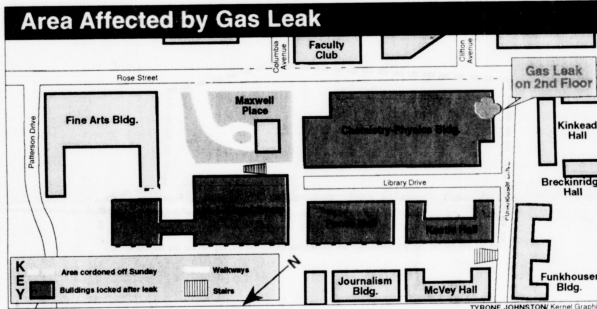 Area Affected by Gas Leak
Columbia
Avenue
Faculty
Club
Clifton
Avenue
Gas Leak
on 2nd Floor
Rose Street
Patterson Drive
Fine Arts Bldg.
Maxwell
Place
Chemistry-Physics Bldg.
Kinkead
Hall
Library Drive
Breckinridge
Hall
KEY
Area cordoned off Sunday
Walkways
Buildings locked after leak
Stairs
N
Journalism
Bldg.
McVey Hall
Funkhouser
Bldg.
TYRONE JOHNSTON/Kernel Graphi